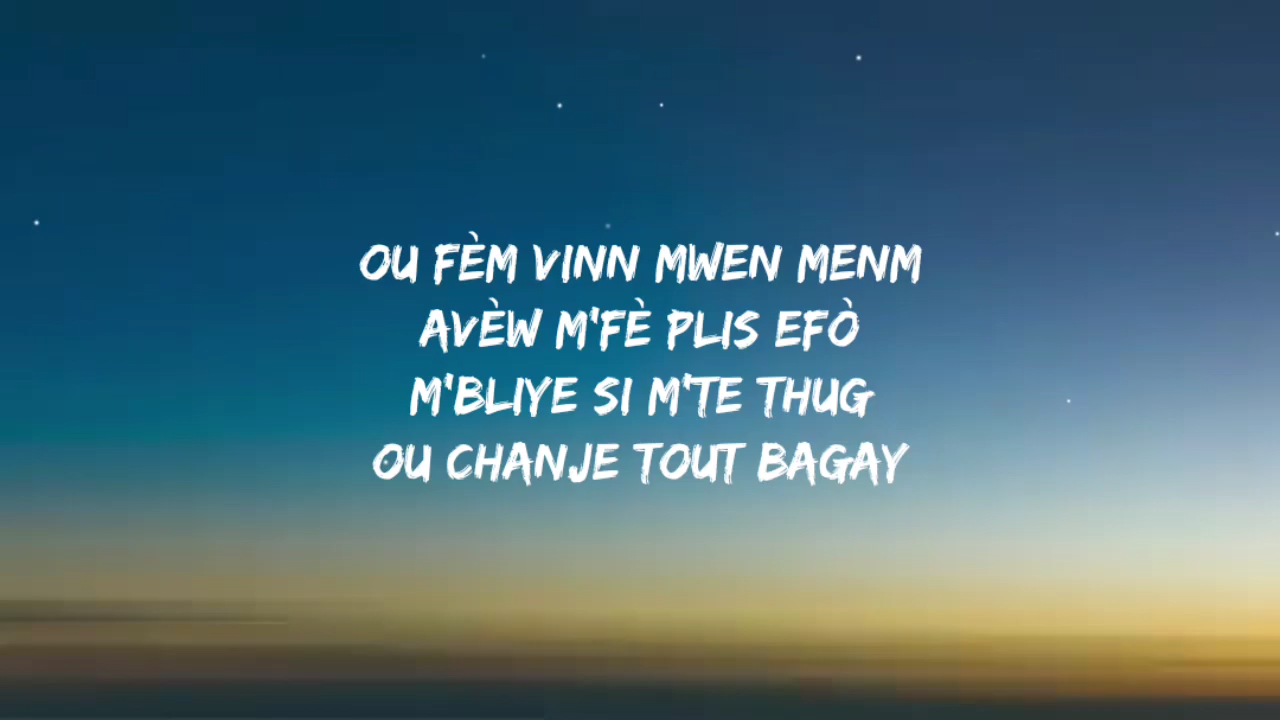 OU FÈM VINN MWEN MENM
AVÈW M'FÈ PLIS EFÒ
M'BLIYE SI M'TE THUG
OU CHANJE TOUT BAGAY